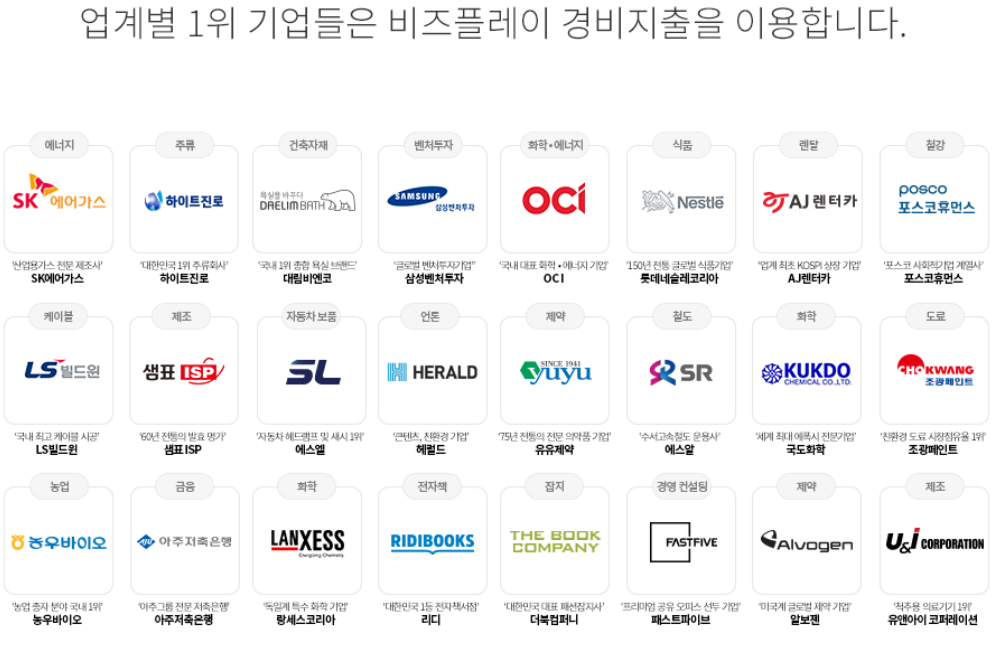 업계별 1위 기업들은 비즈플레이 경비지출을 이용합니다.
에너지 주류 건축자재 벤처투자 화학•에너지 식품 렌탈 철강
SK 에어가스
하이트진로
욕실을 바꾸다
DAELIM BATH
SAMSUNG
삼성벤처투자
OCI
Nestlé
AJ렌터카
posco
포스코휴먼스
'산업용가스 전문 제조사' '대한민국 1위 주류회사' '국내 1위 종합 욕실 브랜드' '글로벌 벤처투자기업" '국내 대표 화학•에너지 기업' '150년 전통 글로벌 식품기업' '업계 최초 KOSPI 상장 기업' '포스코 사회적기업 계열사'
SK에어가스 하이트진로 대림비앤코 삼성벤처투자 OCI 롯데네슬레코리아 AJ렌터카 포스코휴먼스
케이블 제조 자동차 보품 언론 제약 철도 화학 도료
LS빌드윈
샘표 ISP
SL
HERALD
SINCE 1941
yuyu
SR
KUKDO
CHEMICAL CO.,LTD.
CHOKWANG
조광페인트
'국내 최고 케이블 시공' '60년 전통의 발효 명가' '자동차 헤드램프 및 섀시 1위' '콘텐츠, 친환경 기업' '75년 전통의 전문 의약품 기업' '수서고속철도 운용사' '세계 최대 에폭시 전문기업' '친환경 도료 시장점유율 1위'
LS빌드윈 샘표 ISP 에스엘 헤럴드 유유제약 에스알 국도화학 조광페인트
농업 금융 화학 전자책 잡지 경영 컨설팅 제약 제조
농우바이오
AJU 아주저축은행
LANXESS
Energizing Chemistry
RIDIBOOKS
THE BOOK
COMPANY
FASTFIVE
Alvogen
U&i CORPORATION
'농업 종자 분야 국내 1위' '아주그룹 전문 저축은행' '독일계 특수 화학 기업' '대한민국 1등 전자책서점' '대한민국 대표 패션잡지사' '프리미엄 공유 오피스 선두 기업' '미국계 글로벌 제약 기업' '척추용 의료기기 1위'
농우바이오 아주저축은행 랑세스코리아 리디 더북컴퍼니 패스트파이브 알보젠 유앤아이 코퍼레이션